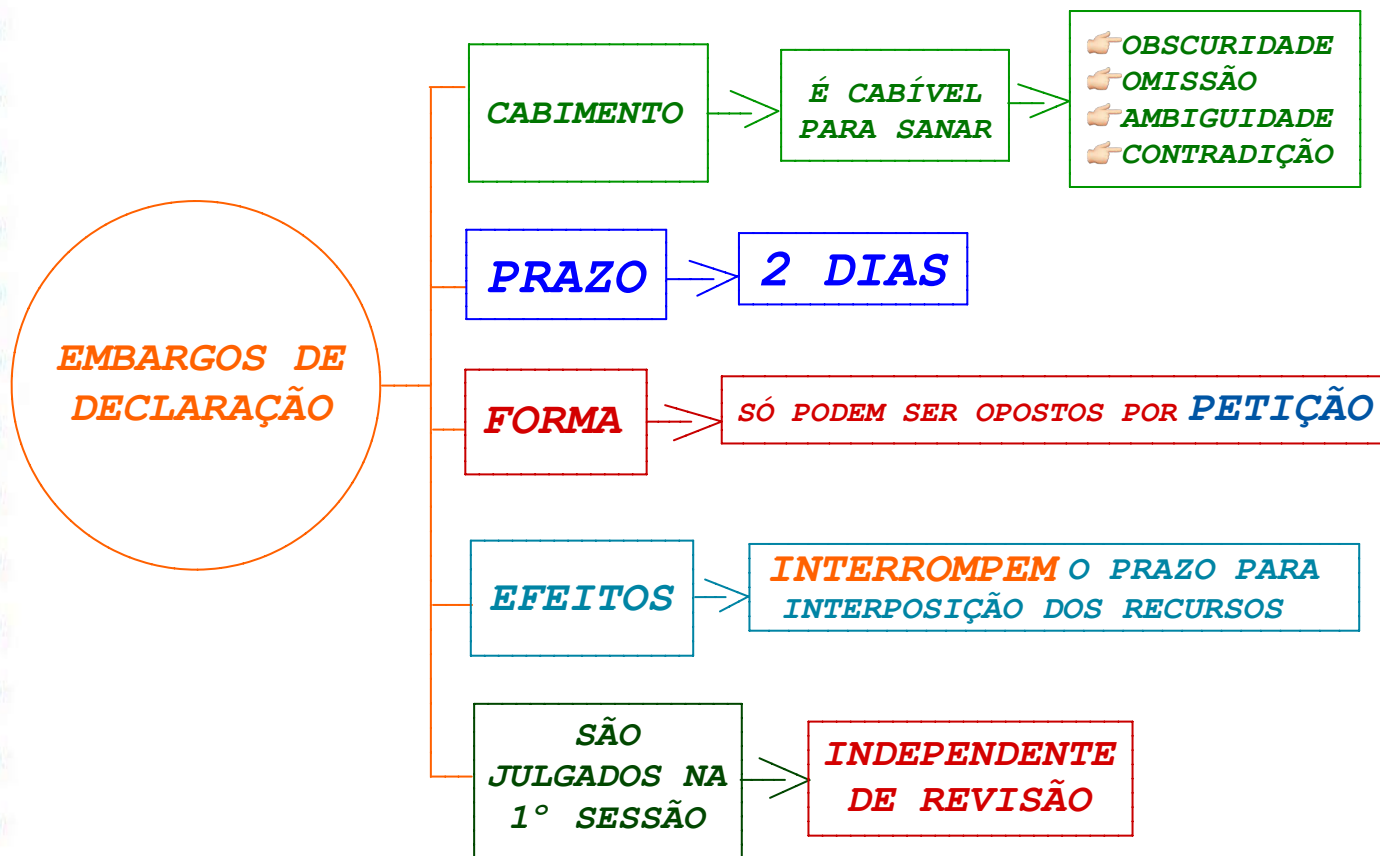 EMBARGOS DE
DECLARAÇÃO
CABIMENTO
É CABÍVEL
PARA SANAR
👉🏻OBSCURIDADE
👉🏻OMISSÃO
👉🏻AMBIGUIDADE
👉🏻CONTRADIÇÃO
PRAZO
2 DIAS
FORMA
SÓ PODEM SER OPOSTOS POR PETIÇÃO
EFEITOS
INTERROMPEM O PRAZO PARA
INTERPOSIÇÃO DOS RECURSOS
SÃO
JULGADOS NA
1º SESSÃO
INDEPENDENTE
DE REVISÃO